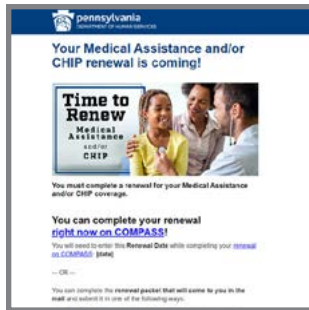 pennsylvania
DEPARTMENT OF HUMAN SERVICES
Your Medical Assistance and/or
CHIP renewal is coming!
Time to
Renew
Medical
Assistance
and/or
CHIP
You must complete a renewal for your Medical Assistance
and/or CHIP coverage.
You can complete your renewal
right now on COMPASS!
You will need to enter this Renewal Date while completing your renewal
on COMPASS: [date]
— OR —
You can complete the renewal packet that will come to you in the
mail and submit it in one of the following ways: